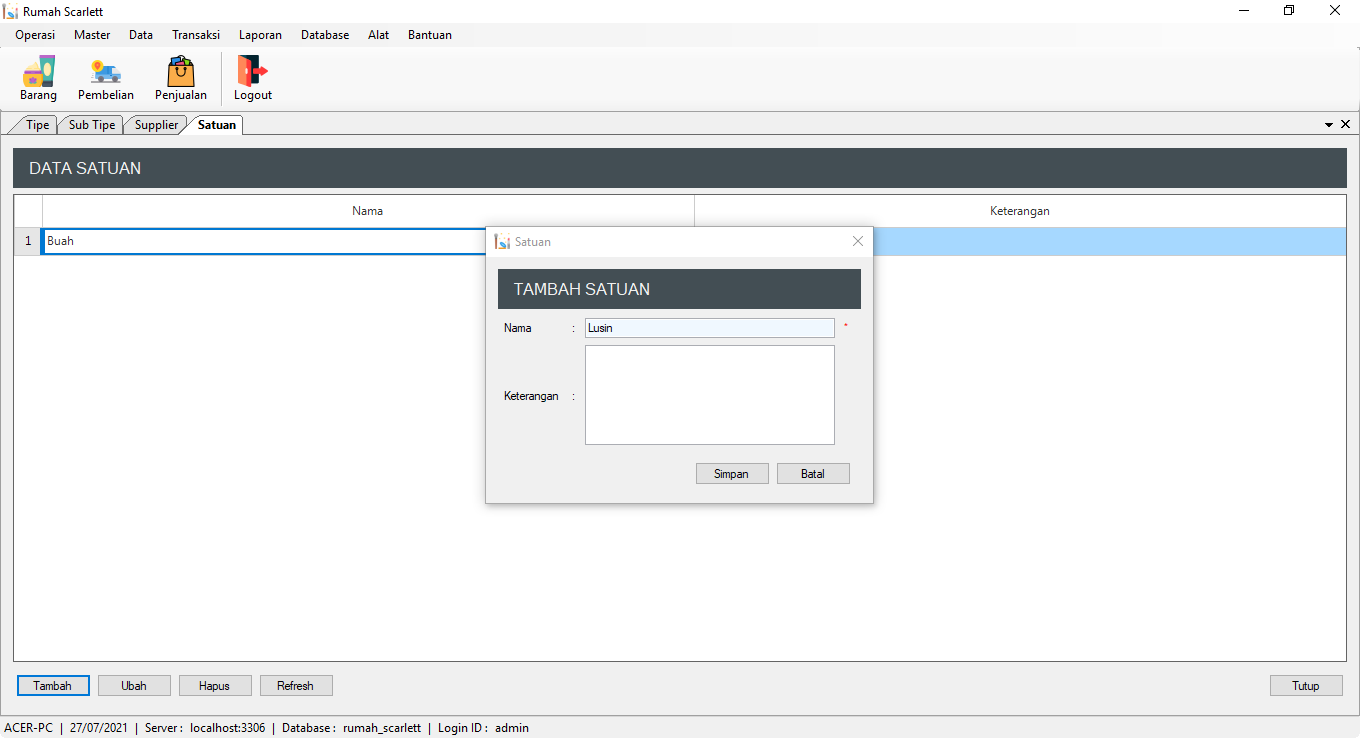 Rumah Scarlett
Operasi Master Data Transaksi Laporan Database Alat Bantuan
Barang Pembelian Penjualan Logout
Tipe Sub Tipe Supplier Satuan
DATA SATUAN
Nama Keterangan
1 Buah
Satuan
TAMBAH SATUAN
Nama : Lusin *
Keterangan :
Simpan Batal
Tambah Ubah Hapus Refresh Tutup
ACER-PC | 27/07/2021 | Server : localhost:3306 | Database : rumah_scarlett | Login ID : admin